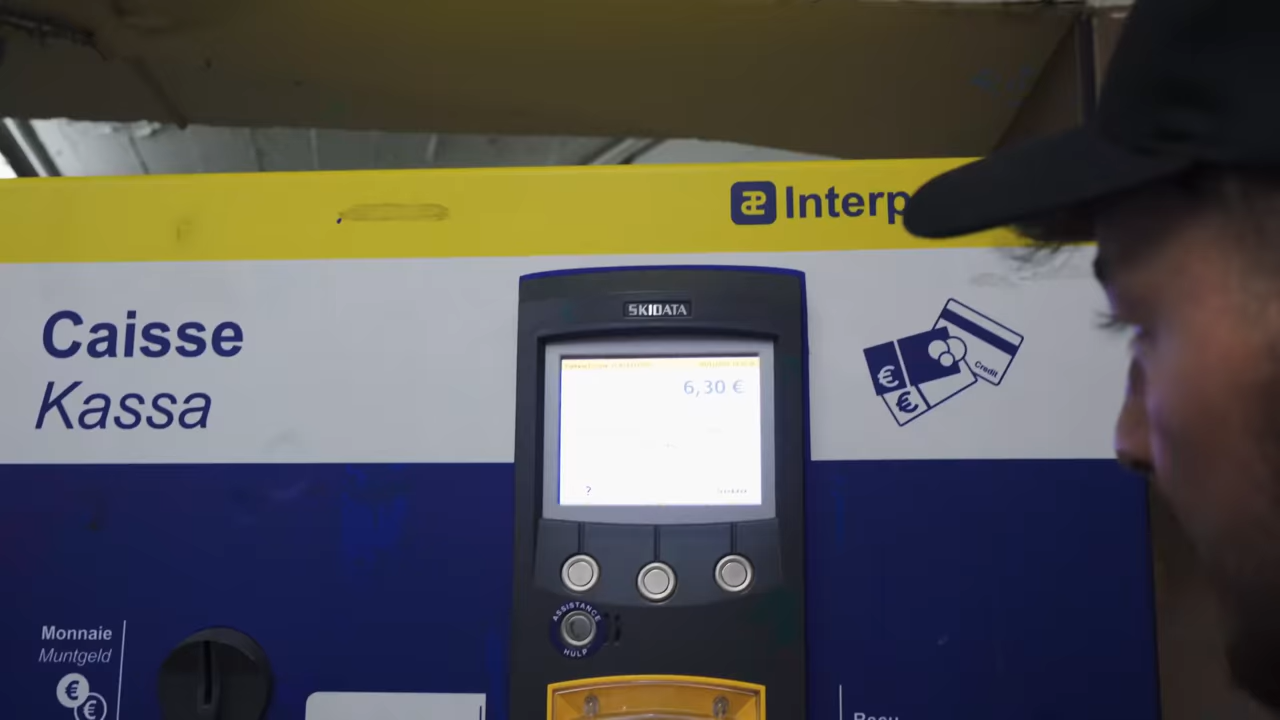 Interp
Caisse
Kassa
SKIDATA
6,30 €
?
€
€
Credit
ASSISTANCE
HULP
Monnaie
Muntgeld
€
€